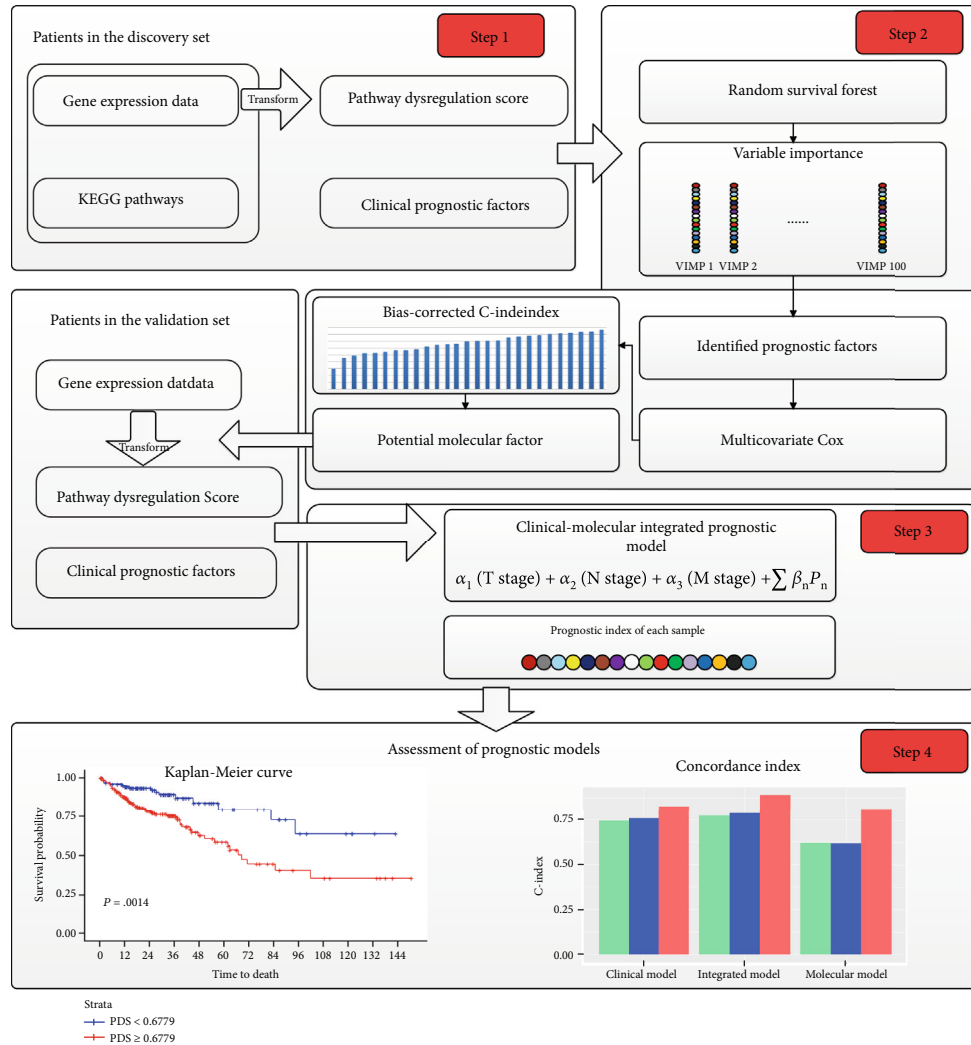 Patients in the discovery set
Step 1
Gene expression data
Transform
Pathway dysregulation score
KEGG pathways
Clinical prognostic factors
Step 2
Random survival forest
Variable importance
......
VIMP 1
VIMP 2
VIMP 100
Identified prognostic factors
Multicovariate Cox
Bias-corrected C-indeindex
Potential molecular factor
Patients in the validation set
Gene expression datdata
Transform
Pathway dysregulation Score
Clinical prognostic factors
Step 3
Clinical-molecular integrated prognostic
model
α1 (T stage) + α2 (N stage) + α3 (M stage) +∑ βnPn
Prognostic index of each sample
Step 4
Assessment of prognostic models
Kaplan-Meier curve
Survival probability
1.00
0.75
0.50
0.25
0.00
P = .0014
0 12 24 36 48 60 72 84 96 108 120 132 144
Time to death
Strata
PDS < 0.6779
PDS ≥ 0.6779
Concordance index
C-index
0.75
0.50
0.25
0.00
Clinical model
Integrated model
Molecular model